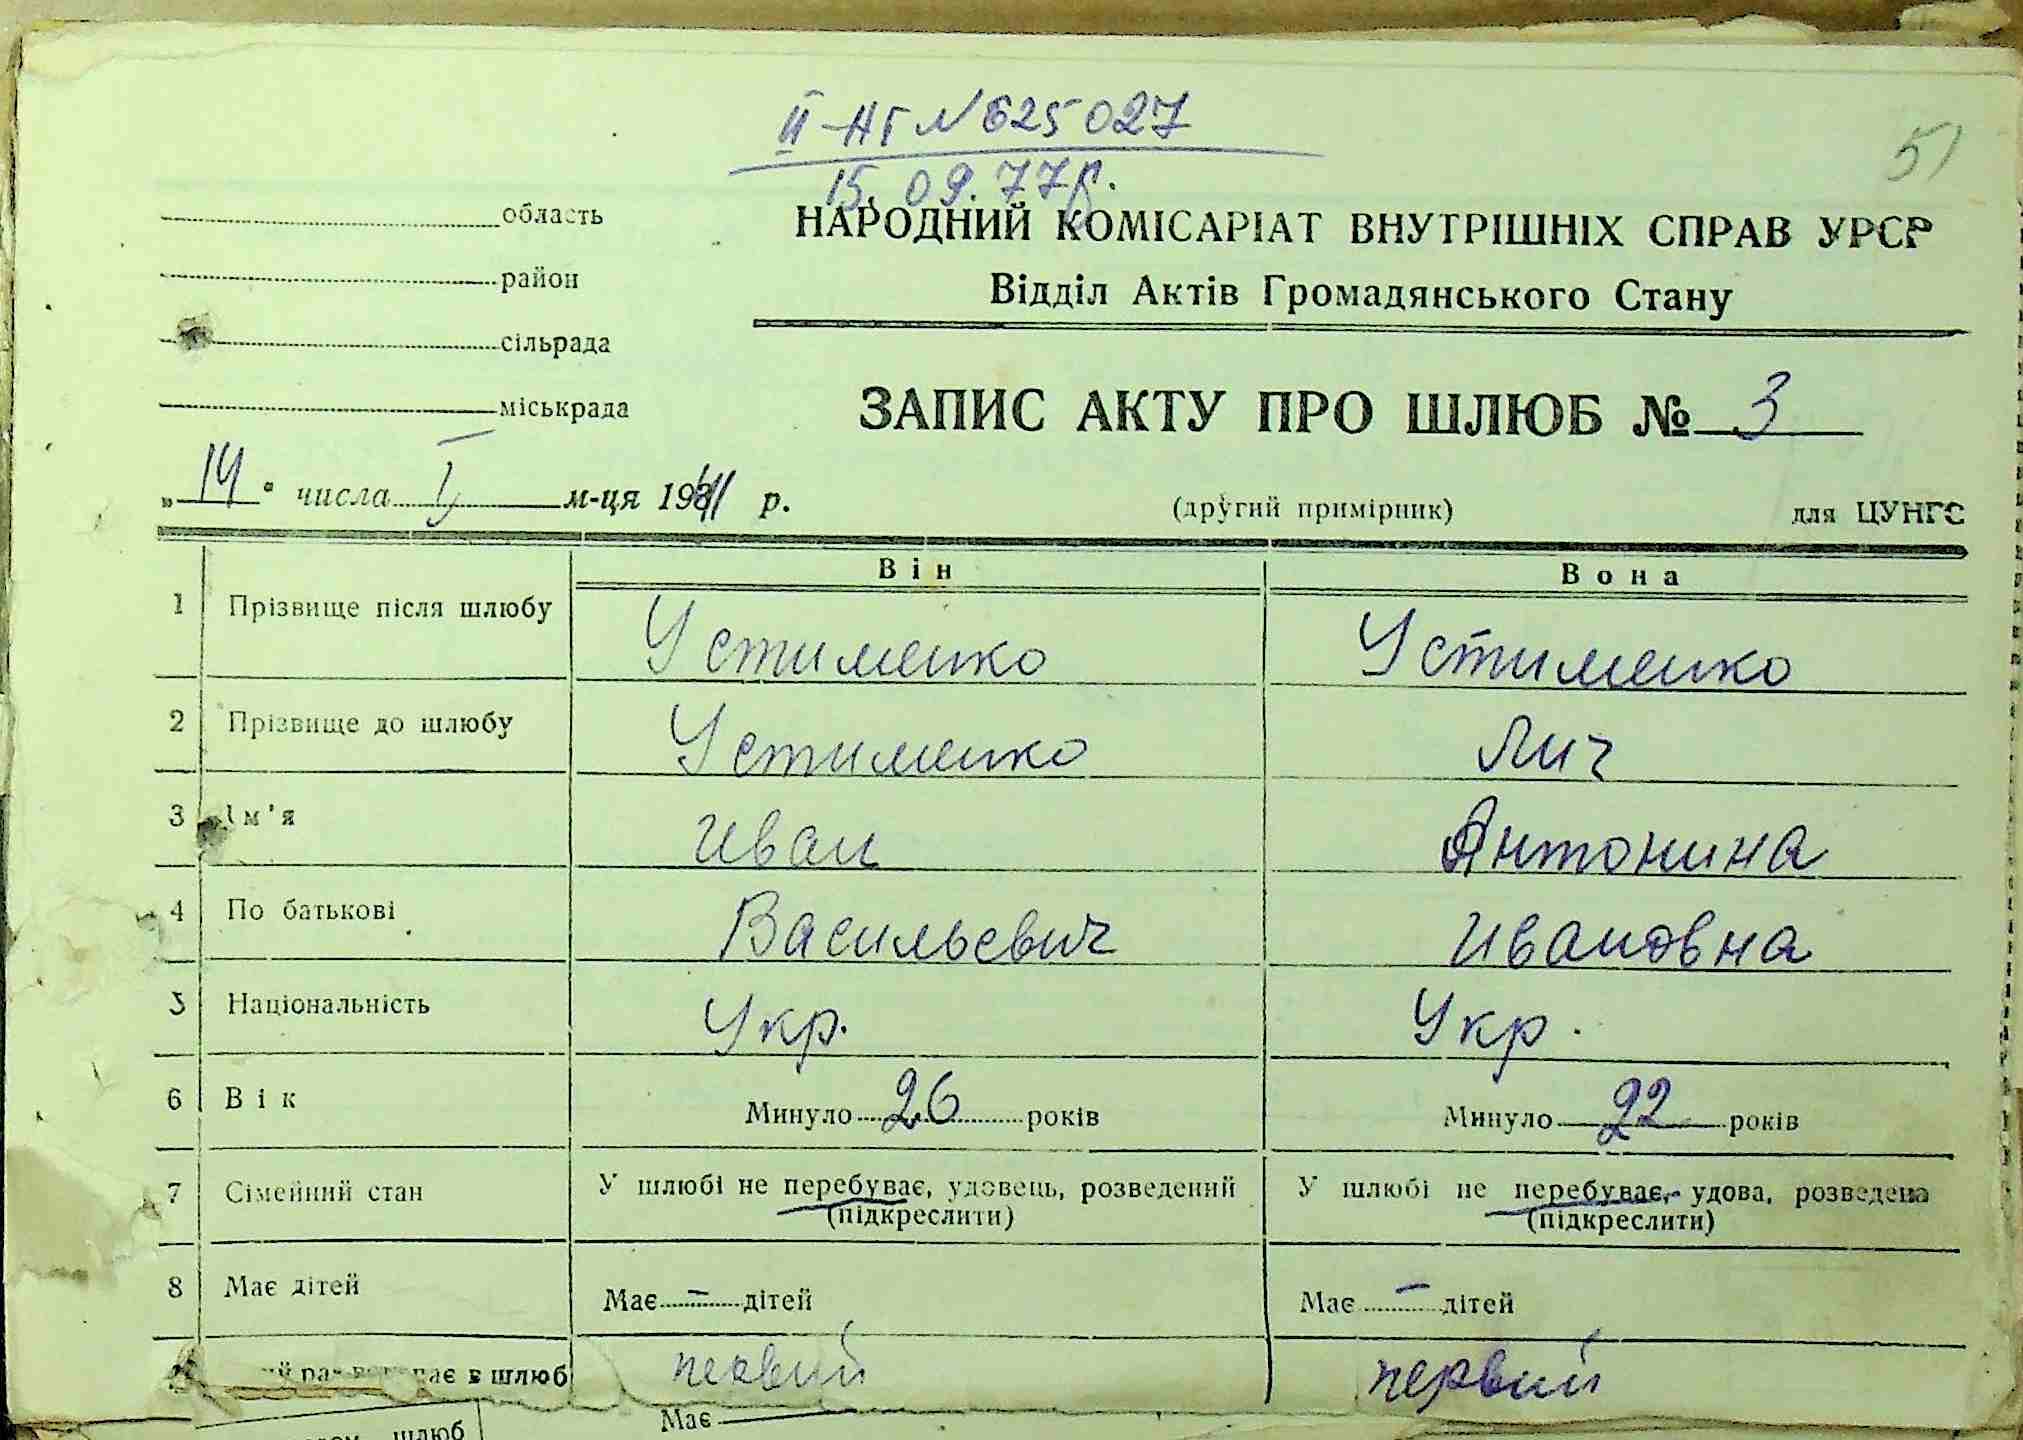 II-НГ № 625027
15.09.77р.
51
область
район
сільрада
міськрада
НАРОДНИЙ КОМІСАРІАТ ВНУТРІШНІХ СПРАВ УРСР
Відділ Актів Громадянського Стану
ЗАПИС АКТУ ПРО ШЛЮБ № 3
„14“ числа I м-ця 1941 р.
(другий примірник) для ЦУНГС
Він Вона
1 Прізвище після шлюбу Устименко Устименко
2 Прізвище до шлюбу Устименко Лич
3 Ім'я Иван Антонина
4 По батькові Васильевич Ивановна
5 Національність Укр. Укр.
6 Вік Минуло 26 років Минуло 22 років
7 Сімейний стан У шлюбі не перебуває, удовець, розведений У шлюбі не перебуває, удова, розведена
(підкреслити) (підкреслити)
8 Має дітей Має — дітей Має — дітей
в шлюб первий первий
шлюб Має